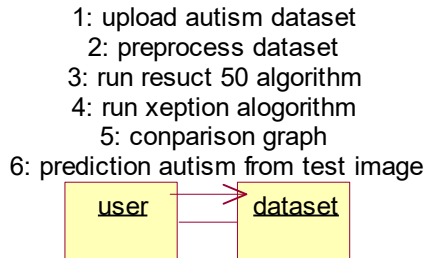 1: upload autism dataset
2: preprocess dataset
3: run resuct 50 algorithm
4: run xeption alogorithm
5: conparison graph
6: prediction autism from test image
user dataset